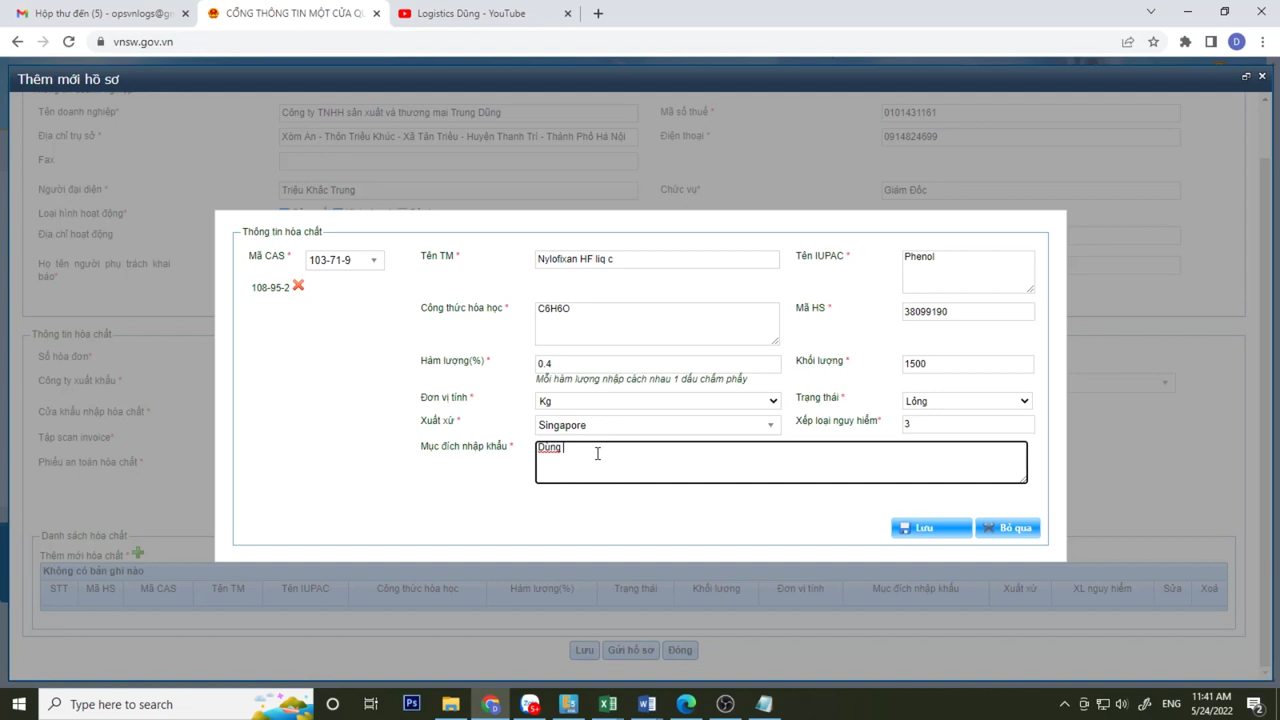 Hộp thư đến (5) - opsvnlogs@gm
CỔNG THÔNG TIN MỘT CỬA QU
Logistics Dũng - YouTube
vnsw.gov.vn
D
Thêm mới hồ sơ
Tên doanh nghiệp*
Công ty TNHH sản xuất và thương mại Trung Dũng
Mã số thuế *
0101431161
Địa chỉ trụ sở *
Xóm An - Thôn Triều Khúc - Xã Tân Triều - Huyện Thanh Trì - Thành Phố Hà Nội
Điện thoại *
0914824699
Fax
Người đại diện *
Triệu Khắc Trung
Chức vụ*
Giám Đốc
Loại hình hoạt động*
Địa chỉ hoạt động
Họ tên người phụ trách khai
báo*
Thông tin hóa chất
Mã CAS *
103-71-9
Tên TM *
Nylofixan HF liq c
Tên IUPAC *
Phenol
108-95-2
Công thức hóa học *
C6H6O
Mã HS *
38099190
Hàm lượng(%) *
0.4
Mỗi hàm lượng nhập cách nhau 1 dấu chấm phẩy
Khối lượng *
1500
Đơn vị tính *
Kg
Trạng thái *
Lỏng
Xuất xứ *
Singapore
Xếp loại nguy hiểm*
3
Mục đích nhập khẩu *
Dùng
Lưu
Bỏ qua
Thông tin hóa chất
Số hóa đơn*
Công ty xuất khẩu *
Cửa khẩu nhập hóa chất *
Tập scan invoice*
Phiếu an toàn hóa chất *
Danh sách hóa chất
Thêm mới hóa chất *
Không có bản ghi nào
STT
Mã HS
Mã CAS
Tên TM
Tên IUPAC
Công thức hóa học
Hàm lượng(%)
Trạng thái
Khối lượng
Đơn vị tính
Mục đích nhập khẩu
Xuất xứ
XL nguy hiểm
Sửa
Xoá
Lưu
Gửi hồ sơ
Đóng
Type here to search
Ps
5+
ENG
11:41 AM
5/24/2022
2